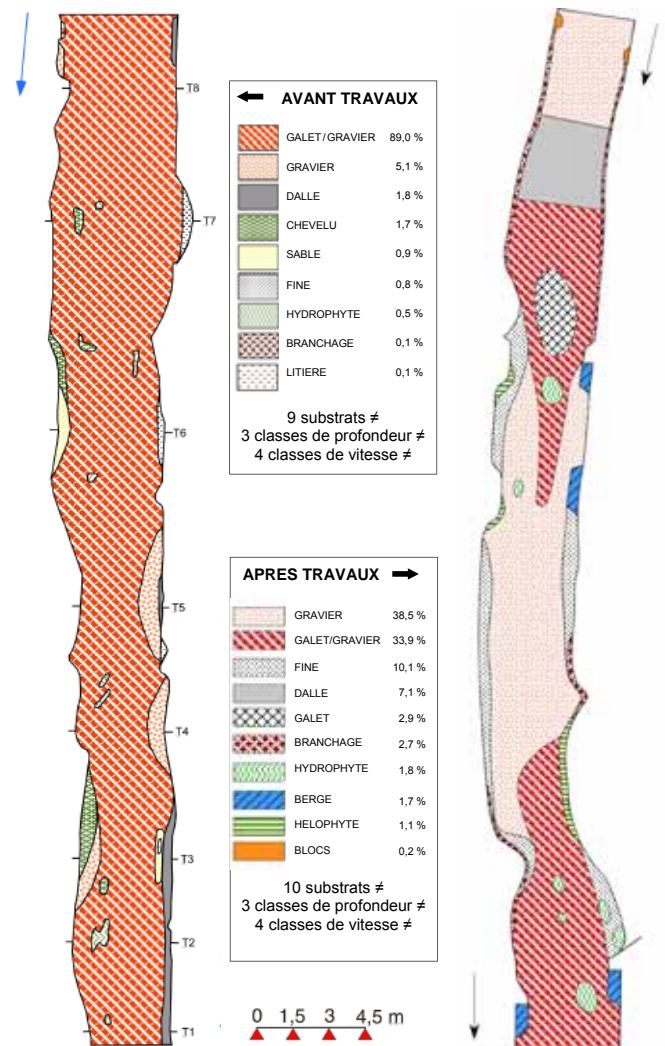 T8
T7
T6
T5
T4
T3
T2
T1
AVANT TRAVAUX
GALET/GRAVIER 89,0 %
GRAVIER 5,1 %
DALLE 1,8 %
CHEVELU 1,7 %
SABLE 0,9 %
FINE 0,8 %
HYDROPHYTE 0,5 %
BRANCHAGE 0,1 %
LITIERE 0,1 %
9 substrats ≠
3 classes de profondeur ≠
4 classes de vitesse ≠
APRES TRAVAUX
GRAVIER 38,5 %
GALET/GRAVIER 33,9 %
FINE 10,1 %
DALLE 7,1 %
GALET 2,9 %
BRANCHAGE 2,7 %
HYDROPHYTE 1,8 %
BERGE 1,7 %
HELOPHYTE 1,1 %
BLOCS 0,2 %
10 substrats ≠
3 classes de profondeur ≠
4 classes de vitesse ≠
0 1,5 3 4,5 m